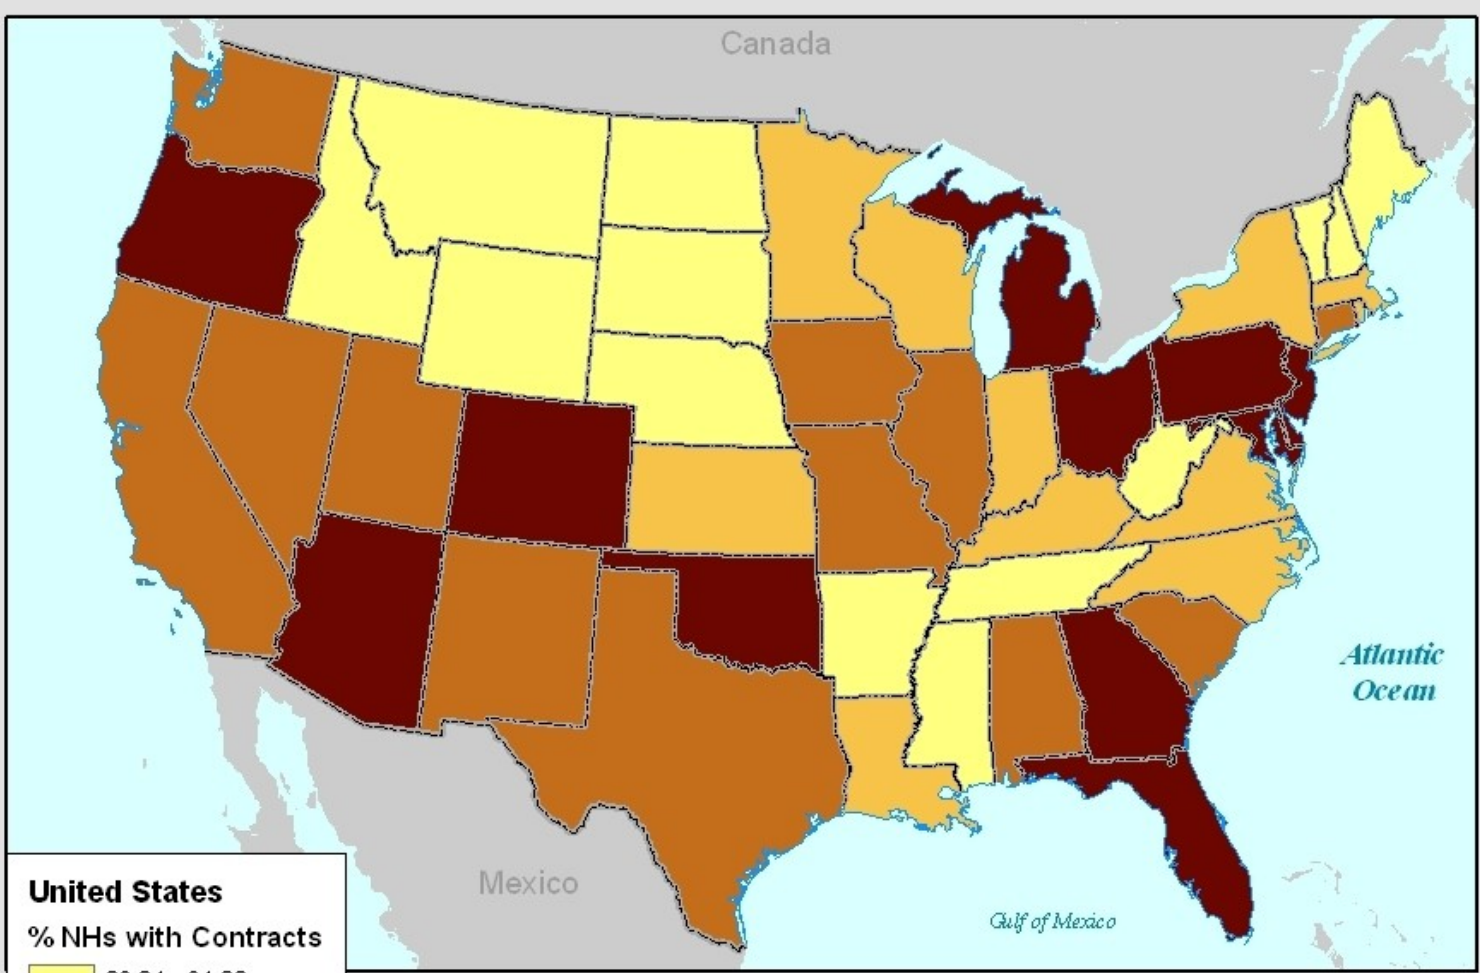 Canada
Atlantic
Ocean
Mexico
Gulf of Mexico
United States
% NHs with Contracts